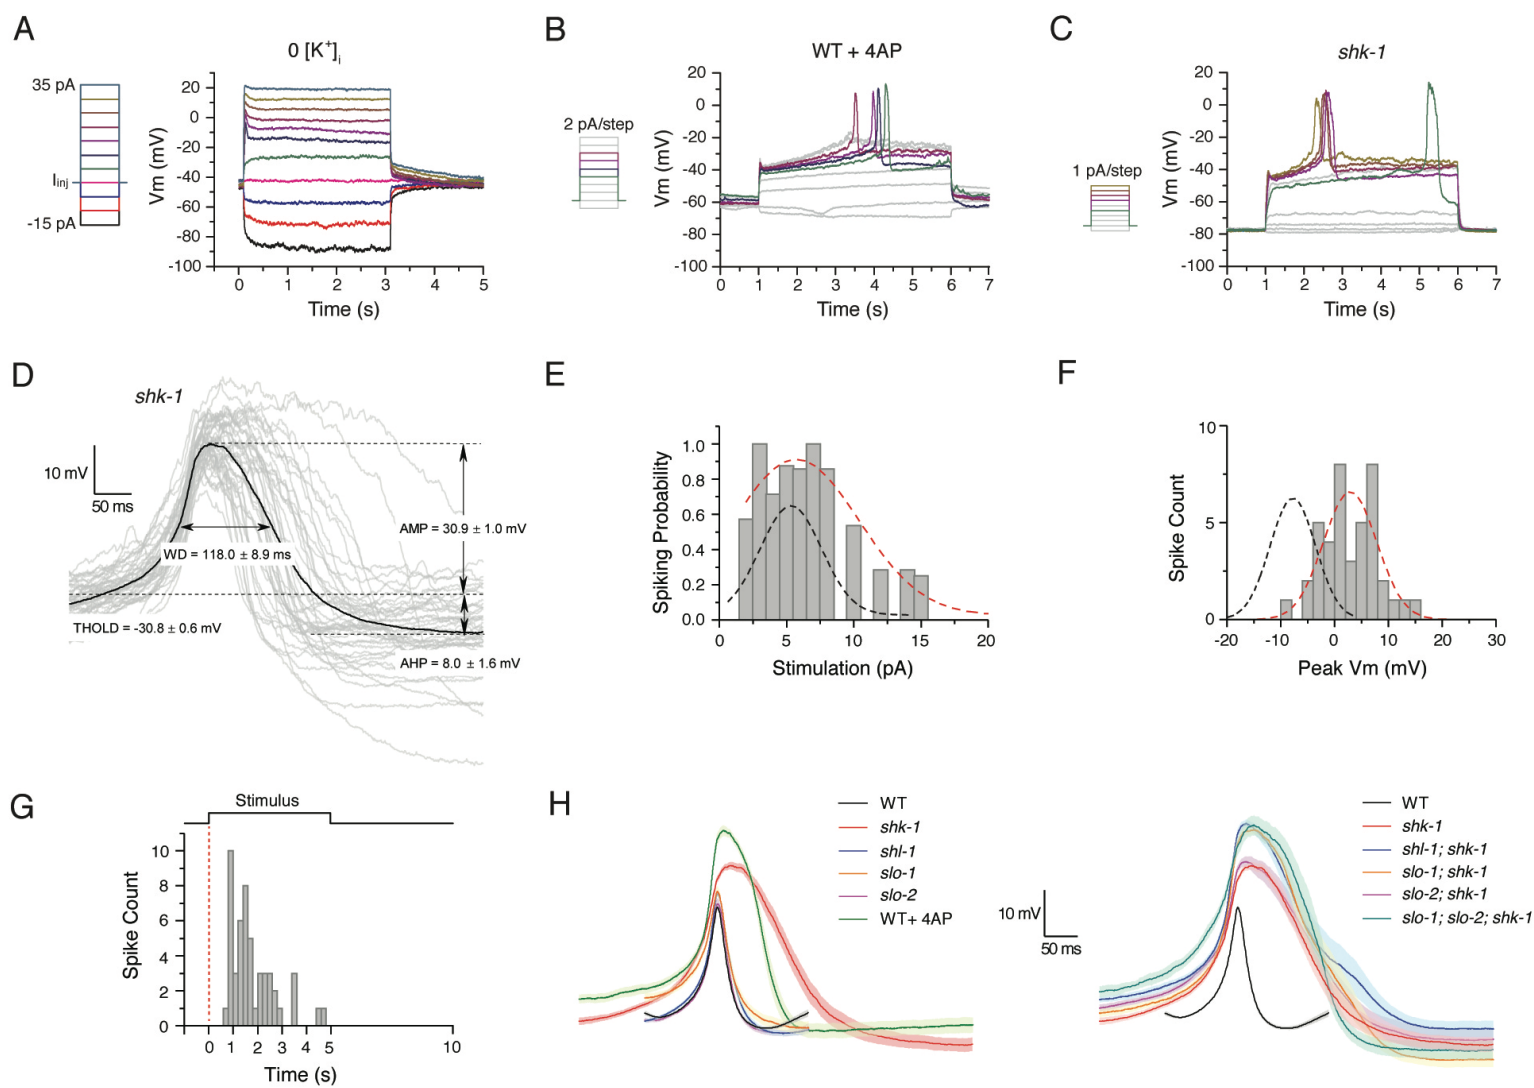 A
0 [K+]i
35 pA
Iinj
-15 pA
Vm (mV)
20
0
-20
-40
-60
-80
-100
0 1 2 3 4 5
Time (s)
B
WT + 4AP
2 pA/step
Vm (mV)
20
0
-20
-40
-60
-80
-100
0 1 2 3 4 5 6 7
Time (s)
C
shk-1
1 pA/step
Vm (mV)
20
0
-20
-40
-60
-80
-100
0 1 2 3 4 5 6 7
Time (s)
D
shk-1
10 mV
50 ms
AMP = 30.9 ± 1.0 mV
WD = 118.0 ± 8.9 ms
THOLD = -30.8 ± 0.6 mV
AHP = 8.0 ± 1.6 mV
E
Spiking Probability
1.0
0.8
0.6
0.4
0.2
0.0
0 5 10 15 20
Stimulation (pA)
F
Spike Count
10
5
0
-20 -10 0 10 20 30
Peak Vm (mV)
G
Stimulus
Spike Count
10
8
6
4
2
0
0 1 2 3 4 5 10
Time (s)
H
WT
shk-1
shl-1
slo-1
slo-2
WT+ 4AP
10 mV
50 ms
WT
shk-1
shl-1; shk-1
slo-1; shk-1
slo-2; shk-1
slo-1; slo-2; shk-1